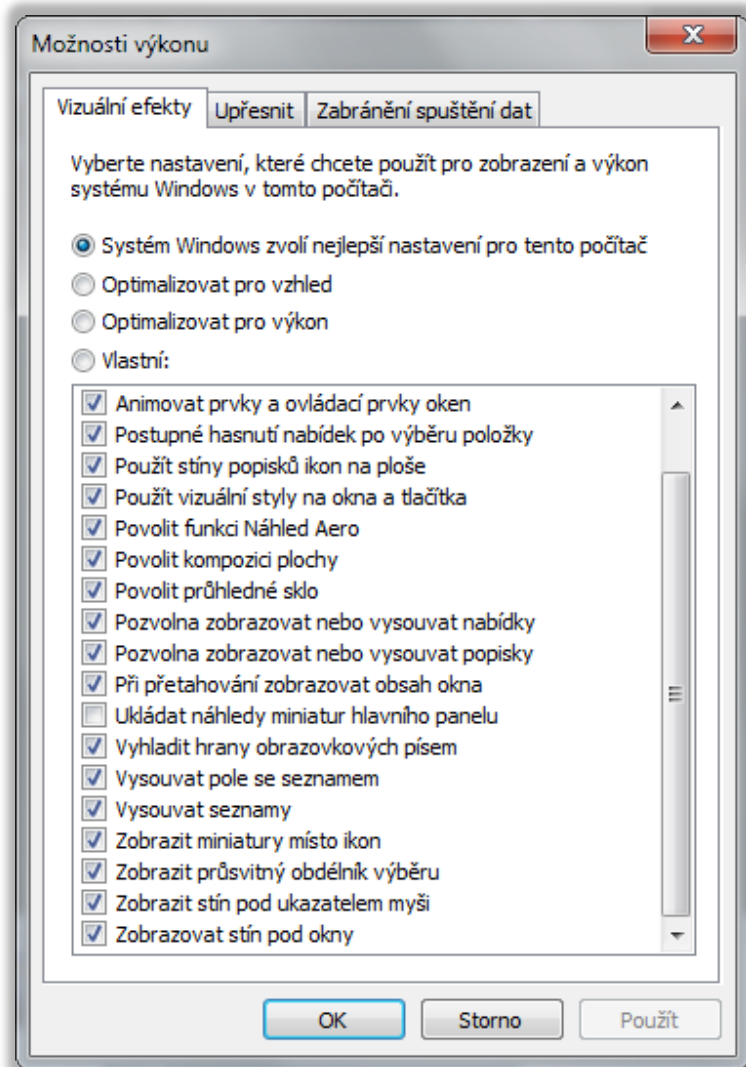 Možnosti výkonu
Vizuální efekty
Upřesnit
Zabránění spuštění dat
Vyberte nastavení, které chcete použít pro zobrazení a výkon
systému Windows v tomto počítači.
Systém Windows zvolí nejlepší nastavení pro tento počítač
Optimalizovat pro vzhled
Optimalizovat pro výkon
Vlastní:
Animovat prvky a ovládací prvky oken
Postupné hasnutí nabídek po výběru položky
Použít stíny popisků ikon na ploše
Použít vizuální styly na okna a tlačítka
Povolit funkci Náhled Aero
Povolit kompozici plochy
Povolit průhledné sklo
Pozvolna zobrazovat nebo vysouvat nabídky
Pozvolna zobrazovat nebo vysouvat popisky
Při přetahování zobrazovat obsah okna
Ukládat náhledy miniatur hlavního panelu
Vyhladit hrany obrazovkových písem
Vysouvat pole se seznamem
Vysouvat seznamy
Zobrazit miniatury místo ikon
Zobrazit průsvitný obdélník výběru
Zobrazit stín pod ukazatelem myši
Zobrazovat stín pod okny
OK
Storno
Použít